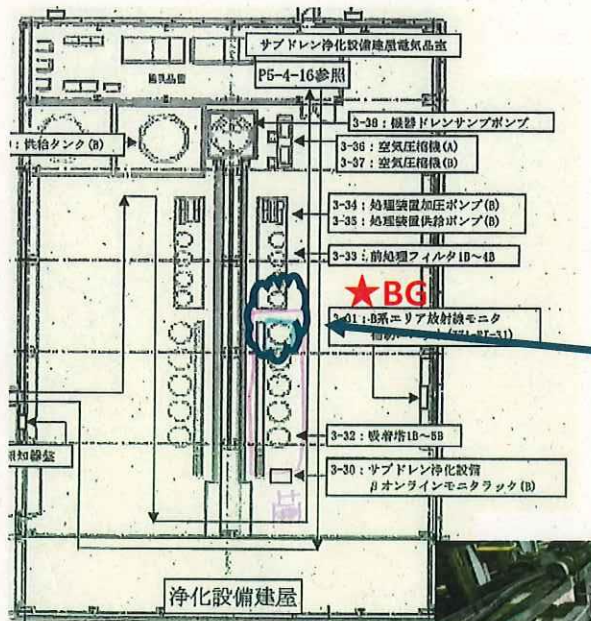 サブドレン浄化設備建屋電気品室
P5-4-16参照
3-38：機器ドレンサンプポンプ
：供給タンク(B)
3-36：空気圧縮機(A)
3-37：空気圧縮機(B)
3-34：処理装置加圧ポンプ(B)
3-35：処理装置供給ポンプ(B)
3-33：前処理フィルタ1B～4B
★BG
3-01：B系エリア放射線モニタ
3-32：吸着塔1B～5B
3-30：サブドレン浄化設備
βオンラインモニタラック(B)
浄化設備建屋